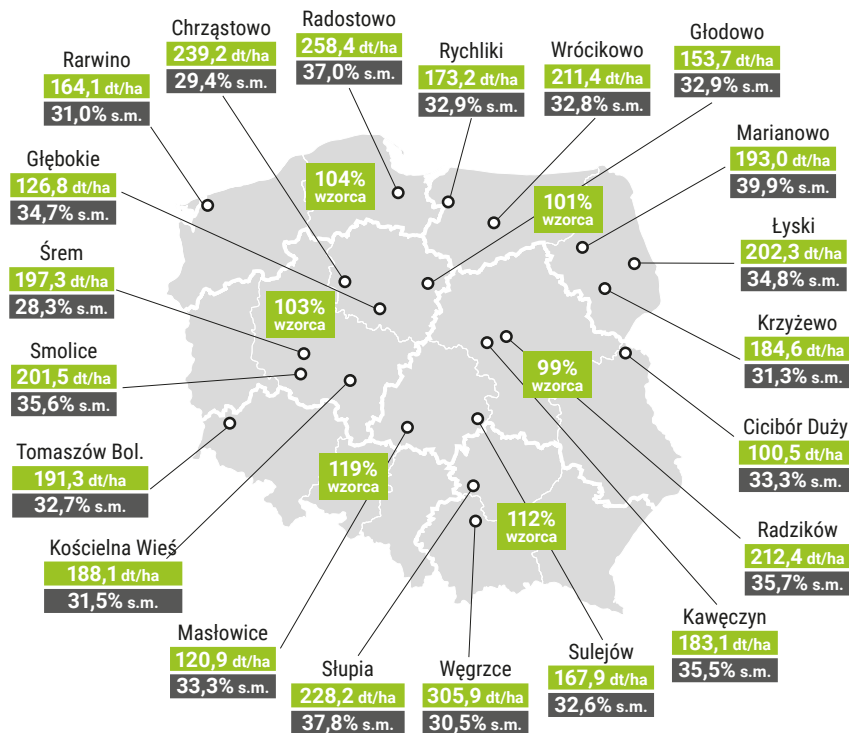 Chrząstowo
239,2 dt/ha
29,4% s.m.
Radostowo
258,4 dt/ha
37,0% s.m.
Rychliki
173,2 dt/ha
32,9% s.m.
Wrócikowo
211,4 dt/ha
32,8% s.m.
Głodowo
153,7 dt/ha
32,9% s.m.
Rarwino
164,1 dt/ha
31,0% s.m.
Marianowo
193,0 dt/ha
39,9% s.m.
Głębokie
126,8 dt/ha
34,7% s.m.
104%
wzorca
101%
wzorca
Łyski
202,3 dt/ha
34,8% s.m.
Śrem
197,3 dt/ha
28,3% s.m.
103%
wzorca
Krzyżewo
184,6 dt/ha
31,3% s.m.
Smolice
201,5 dt/ha
35,6% s.m.
99%
wzorca
Cicibór Duży
100,5 dt/ha
33,3% s.m.
Tomaszów Bol.
191,3 dt/ha
32,7% s.m.
119%
wzorca
112%
wzorca
Radzików
212,4 dt/ha
35,7% s.m.
Kościelna Wieś
188,1 dt/ha
31,5% s.m.
Kawęczyn
183,1 dt/ha
35,5% s.m.
Masłowice
120,9 dt/ha
33,3% s.m.
Słupia
228,2 dt/ha
37,8% s.m.
Węgrzce
305,9 dt/ha
30,5% s.m.
Sulejów
167,9 dt/ha
32,6% s.m.